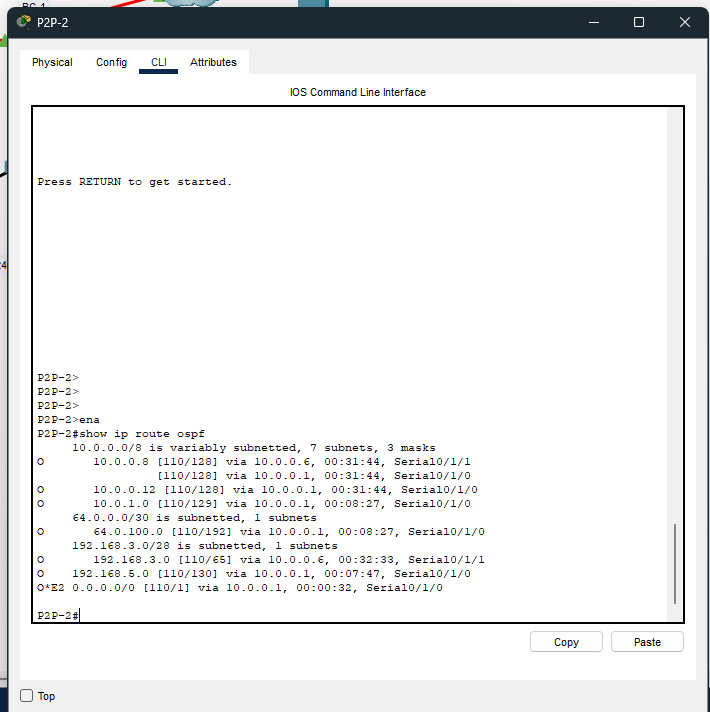 PC-1
P2P-2
Physical Config CLI Attributes
IOS Command Line Interface
Press RETURN to get started.
24
P2P-2>
P2P-2>
P2P-2>
P2P-2>ena
P2P-2#show ip route ospf
10.0.0.0/8 is variably subnetted, 7 subnets, 3 masks
O 10.0.0.8 [110/128] via 10.0.0.6, 00:31:44, Serial0/1/1
[110/128] via 10.0.0.1, 00:31:44, Serial0/1/0
O 10.0.0.12 [110/128] via 10.0.0.1, 00:31:44, Serial0/1/0
O 10.0.1.0 [110/129] via 10.0.0.1, 00:08:27, Serial0/1/0
64.0.0.0/30 is subnetted, 1 subnets
O 64.0.100.0 [110/192] via 10.0.0.1, 00:08:27, Serial0/1/0
192.168.3.0/28 is subnetted, 1 subnets
O 192.168.3.0 [110/65] via 10.0.0.6, 00:32:33, Serial0/1/1
O 192.168.5.0 [110/130] via 10.0.0.1, 00:07:47, Serial0/1/0
O*E2 0.0.0.0/0 [110/1] via 10.0.0.1, 00:00:32, Serial0/1/0
P2P-2#
Copy Paste
Top